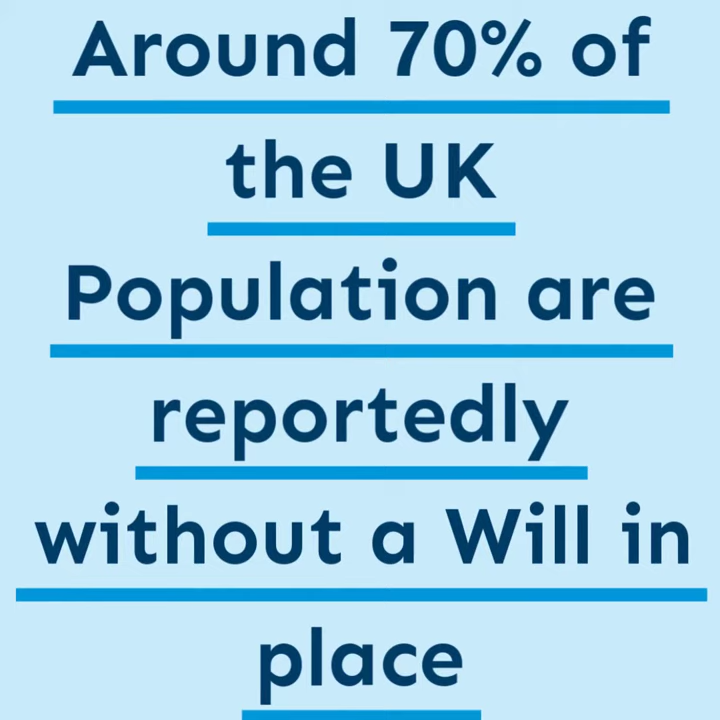 Around 70% of
the UK
Population are
reportedly
without a Will in
place